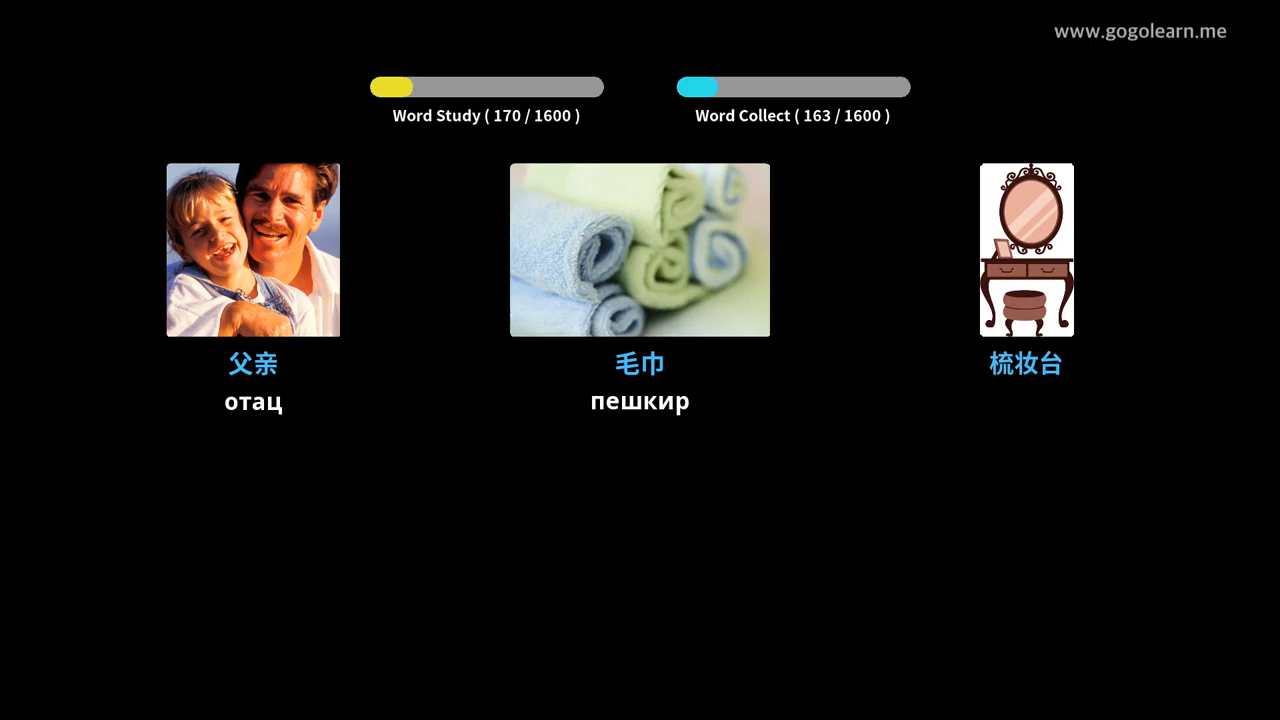 www.gogolearn.me
Word Study ( 170 / 1600 )
Word Collect ( 163 / 1600 )
父亲
отац
毛巾
пешкир
梳妆台